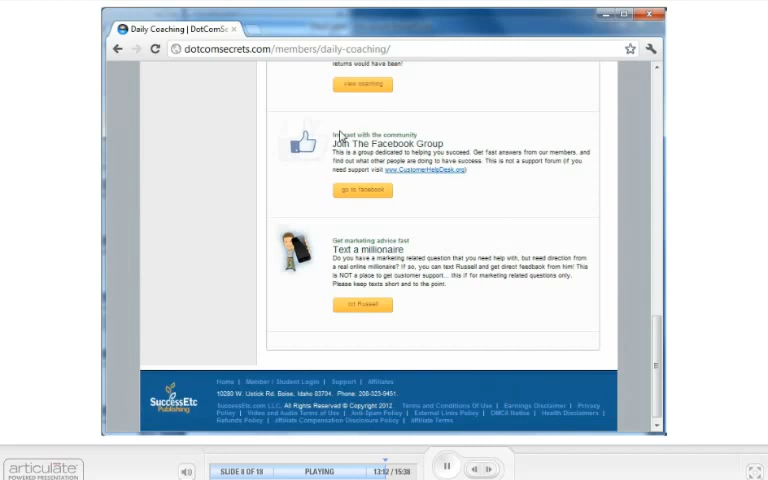 Daily Coaching | DotComSe
dotcomsecrets.com/members/daily-coaching/
returns would have been!
view coaching
Interact with the community
Join The Facebook Group
This is a group dedicated to helping you succeed. Get fast answers from our members, and
find out what other people are doing to have success. This is not a support forum (if you
need support visit www.CustomerHelpDesk.org)
go to facebook
Get marketing advice fast
Text a millionaire
Do you have a marketing related question that you need help with, but need direction from
a real online millionaire? If so, you can text Russell and get direct feedback from him! This
is NOT a place to get customer support... this if for marketing related questions only.
Please keep texts short and to the point.
txt Russell
Home | Member / Student Login | Support | Affiliates
10280 W. Ustick Rd. Boise, Idaho 83704. Phone: 208-323-9451.
SuccessEtc.com LLC. All Rights Reserved © Copyright 2012 Terms and Conditions Of Use | Earnings Disclaimer | Privacy
Policy | Video and Audio Terms of Use | Anti Spam Policy | External Links Policy | DMCA Notice | Health Disclaimers |
Refunds Policy | Affiliate Compensation Disclosure Policy | Affiliate Terms
SuccessEtc
Publishing
articulate
POWERED PRESENTATION
SLIDE 8 OF 18
PLAYING
13:12 / 15:38